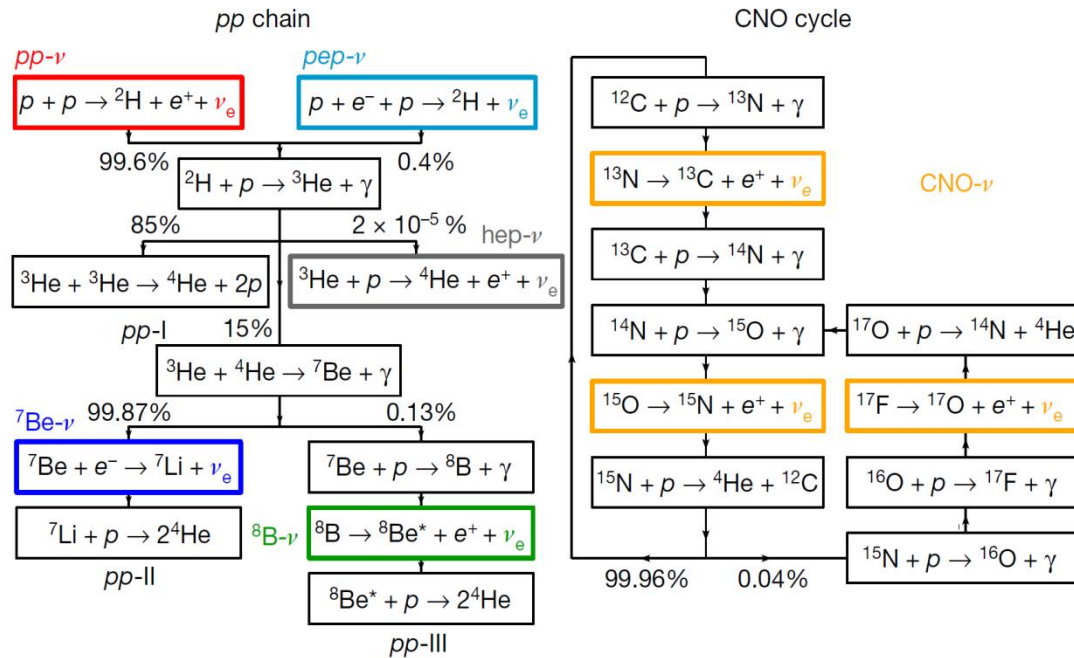 pp chain
pp-ν
pep-ν
p + p → ²H + e⁺ + νₑ
p + e⁻ + p → ²H + νₑ
99.6%
0.4%
²H + p → ³He + γ
85%
2 × 10⁻⁵ %
hep-ν
³He + ³He → ⁴He + 2p
³He + p → ⁴He + e⁺ + νₑ
pp-I
15%
³He + ⁴He → ⁷Be + γ
⁷Be-ν
99.87%
0.13%
⁷Be + e⁻ → ⁷Li + νₑ
⁷Be + p → ⁸B + γ
⁷Li + p → 2⁴He
⁸B-ν
⁸B → ⁸Be* + e⁺ + νₑ
pp-II
⁸Be* + p → 2⁴He
pp-III
CNO cycle
¹²C + p → ¹³N + γ
¹³N → ¹³C + e⁺ + νₑ
CNO-ν
¹³C + p → ¹⁴N + γ
¹⁴N + p → ¹⁵O + γ
¹⁷O + p → ¹⁴N + ⁴He
¹⁵O → ¹⁵N + e⁺ + νₑ
¹⁷F → ¹⁷O + e⁺ + νₑ
¹⁵N + p → ⁴He + ¹²C
¹⁶O + p → ¹⁷F + γ
99.96%
0.04%
¹⁵N + p → ¹⁶O + γ